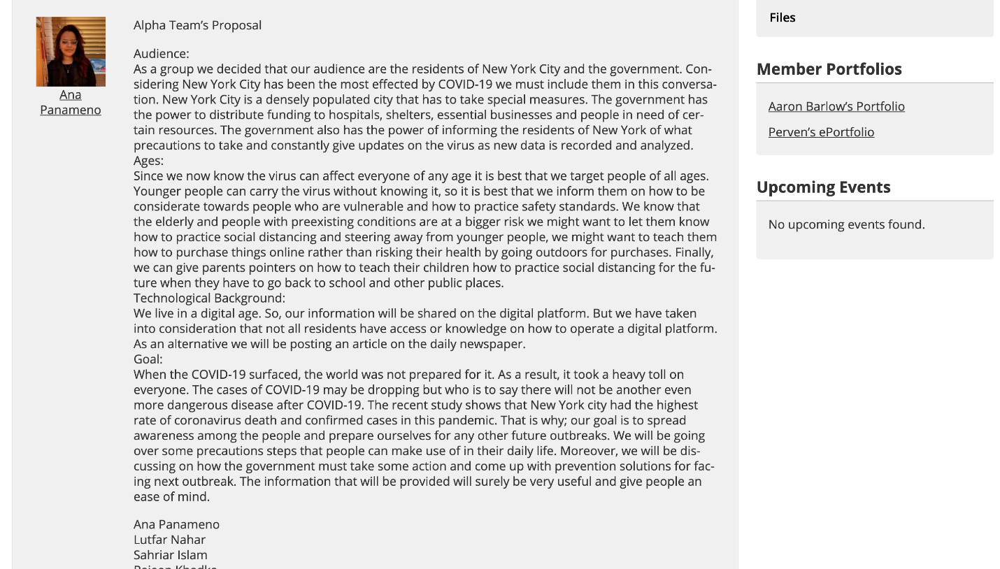 Ana
Panameno
Alpha Team’s Proposal
Audience:
As a group we decided that our audience are the residents of New York City and the government. Con-
sidering New York City has been the most effected by COVID-19 we must include them in this conversa-
tion. New York City is a densely populated city that has to take special measures. The government has
the power to distribute funding to hospitals, shelters, essential businesses and people in need of cer-
tain resources. The government also has the power of informing the residents of New York of what
precautions to take and constantly give updates on the virus as new data is recorded and analyzed.
Ages:
Since we now know the virus can affect everyone of any age it is best that we target people of all ages.
Younger people can carry the virus without knowing it, so it is best that we inform them on how to be
considerate towards people who are vulnerable and how to practice safety standards. We know that
the elderly and people with preexisting conditions are at a bigger risk we might want to let them know
how to practice social distancing and steering away from younger people, we might want to teach them
how to purchase things online rather than risking their health by going outdoors for purchases. Finally,
we can give parents pointers on how to teach their children how to practice social distancing for the fu-
ture when they have to go back to school and other public places.
Technological Background:
We live in a digital age. So, our information will be shared on the digital platform. But we have taken
into consideration that not all residents have access or knowledge on how to operate a digital platform.
As an alternative we will be posting an article on the daily newspaper.
Goal:
When the COVID-19 surfaced, the world was not prepared for it. As a result, it took a heavy toll on
everyone. The cases of COVID-19 may be dropping but who is to say there will not be another even
more dangerous disease after COVID-19. The recent study shows that New York city had the highest
rate of coronavirus death and confirmed cases in this pandemic. That is why; our goal is to spread
awareness among the people and prepare ourselves for any other future outbreaks. We will be going
over some precautions steps that people can make use of in their daily life. Moreover, we will be dis-
cussing on how the government must take some action and come up with prevention solutions for fac-
ing next outbreak. The information that will be provided will surely be very useful and give people an
ease of mind.
Ana Panameno
Lutfar Nahar
Sahriar Islam
Files
Member Portfolios
Aaron Barlow’s Portfolio
Perven’s ePortfolio
Upcoming Events
No upcoming events found.